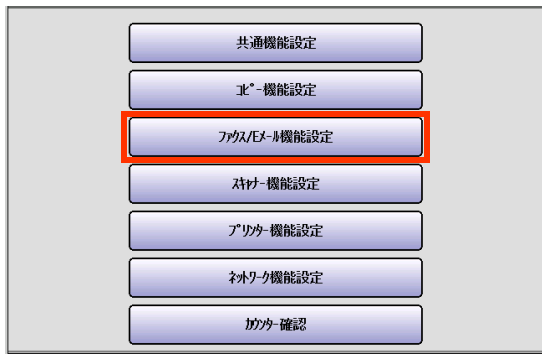 共通機能設定
ｺﾋﾟｰ機能設定
ﾌｧｸｽ/Eﾒｰﾙ機能設定
ｽｷｬﾅｰ機能設定
ﾌﾟﾘﾝﾀｰ機能設定
ﾈｯﾄﾜｰｸ機能設定
ｶｳﾝﾀｰ確認